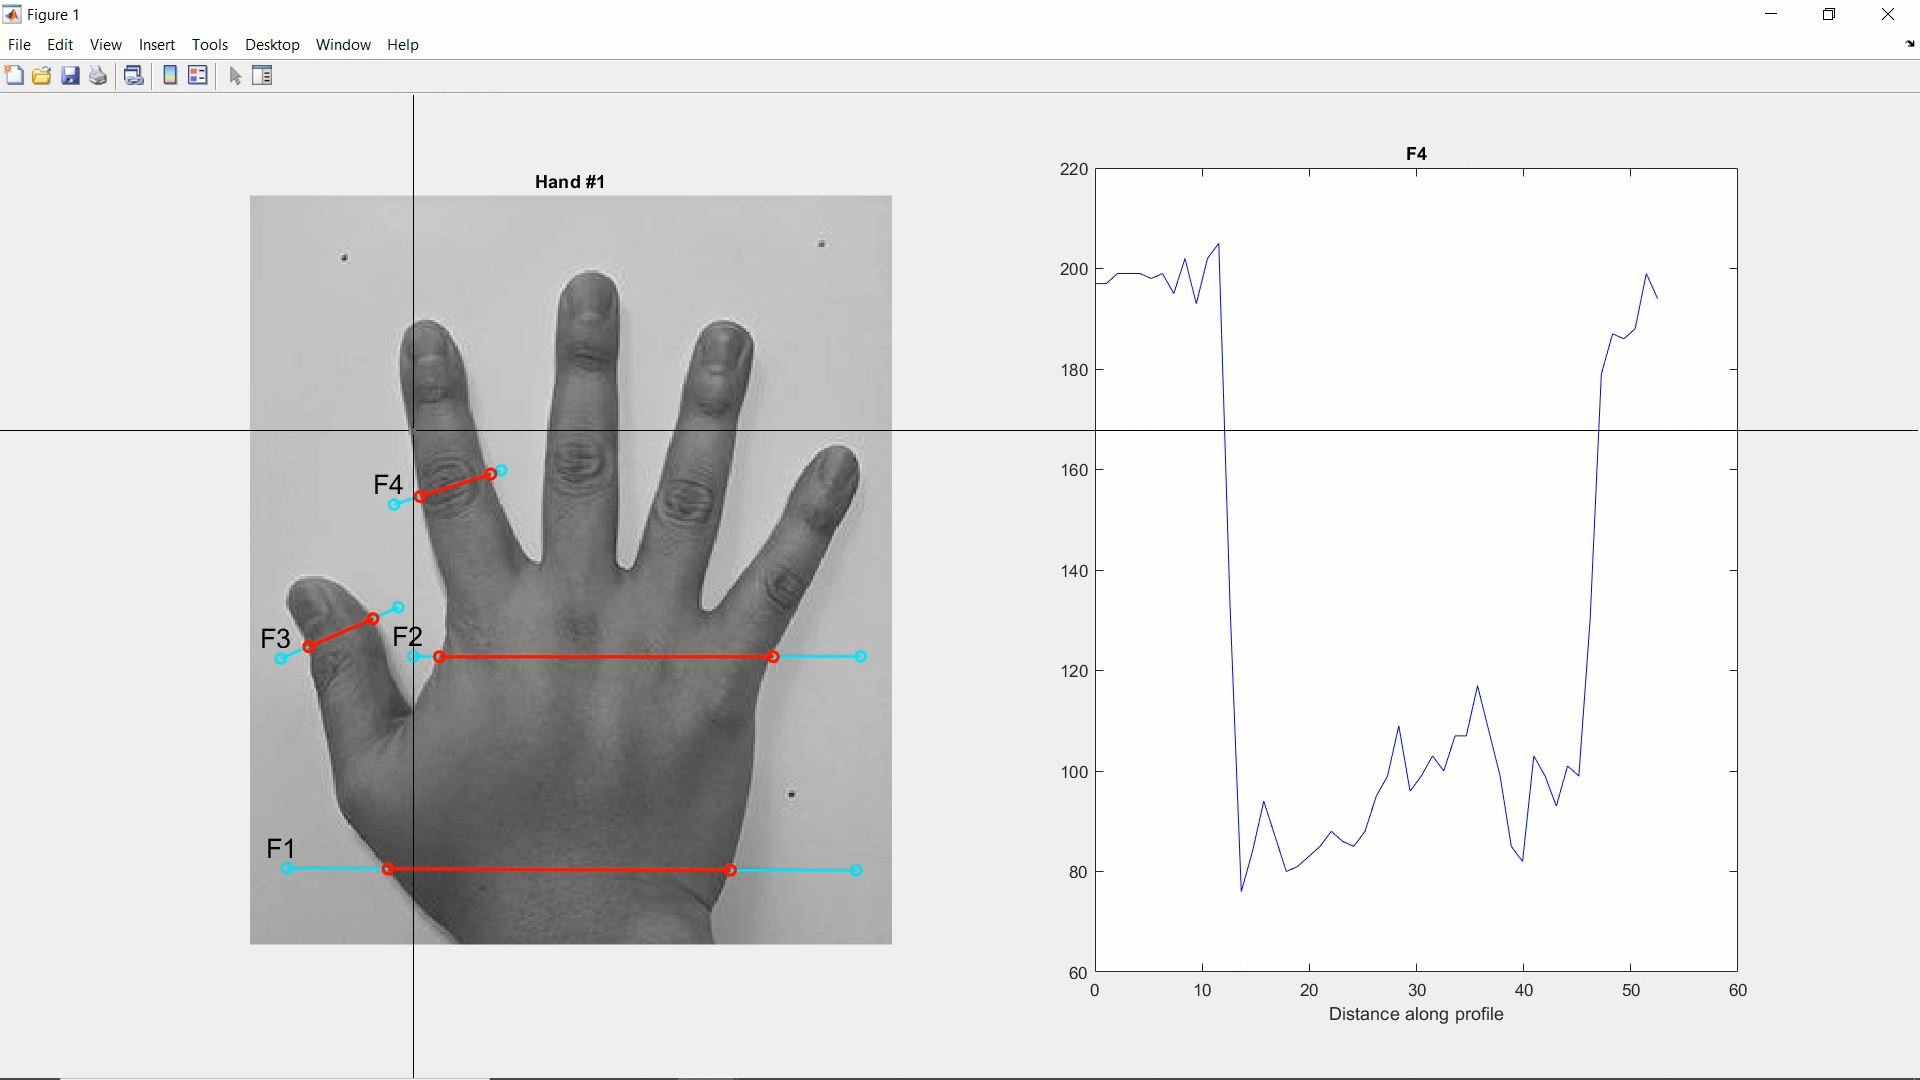 Figure 1
File Edit View Insert Tools Desktop Window Help
Hand #1
F4
F3
F2
F1
F4
220
200
180
160
140
120
100
80
60
0 10 20 30 40 50 60
Distance along profile